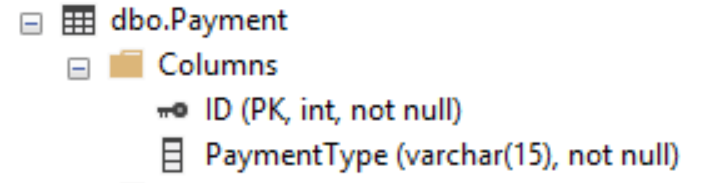 dbo.Payment
Columns
ID (PK, int, not null)
PaymentType (varchar(15), not null)